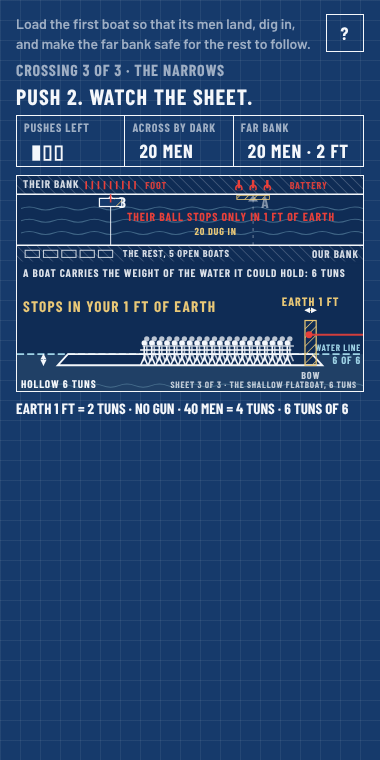 Load the first boat so that its men land, dig in,
and make the far bank safe for the rest to follow.
?
CROSSING 3 OF 3 · THE NARROWS
PUSH 2. WATCH THE SHEET.
PUSHES LEFT
ACROSS BY DARK
20 MEN
FAR BANK
20 MEN · 2 FT
THEIR BANK
FOOT
BATTERY
B
A
THEIR BALL STOPS ONLY IN 1 FT OF EARTH
20 DUG IN
THE REST, 5 OPEN BOATS
OUR BANK
A BOAT CARRIES THE WEIGHT OF THE WATER IT COULD HOLD: 6 TUNS
EARTH 1 FT
STOPS IN YOUR 1 FT OF EARTH
WATER LINE
6 OF 6
BOW
HOLLOW 6 TUNS
SHEET 3 OF 3 · THE SHALLOW FLATBOAT, 6 TUNS
EARTH 1 FT = 2 TUNS · NO GUN · 40 MEN = 4 TUNS · 6 TUNS OF 6